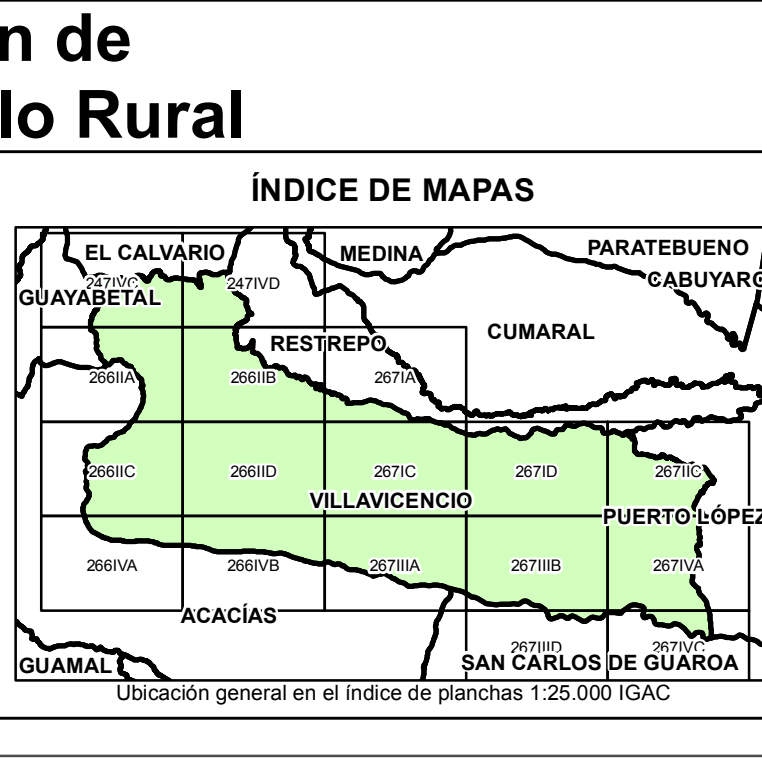 n de
lo Rural
ÍNDICE DE MAPAS
EL CALVARIO
MEDINA
PARATEBUENO
CABUYARO
247IVC
247IVD
GUAYABETAL
CUMARAL
RESTREPO
266IIA
266IIB
267IA
266IIC
266IID
267IC
267ID
267IIC
VILLAVICENCIO
PUERTO LÓPEZ
266IVA
266IVB
267IIIA
267IIIB
267IVA
ACACÍAS
267IIID
267IVC
GUAMAL
SAN CARLOS DE GUAROA
Ubicación general en el índice de planchas 1:25.000 IGAC